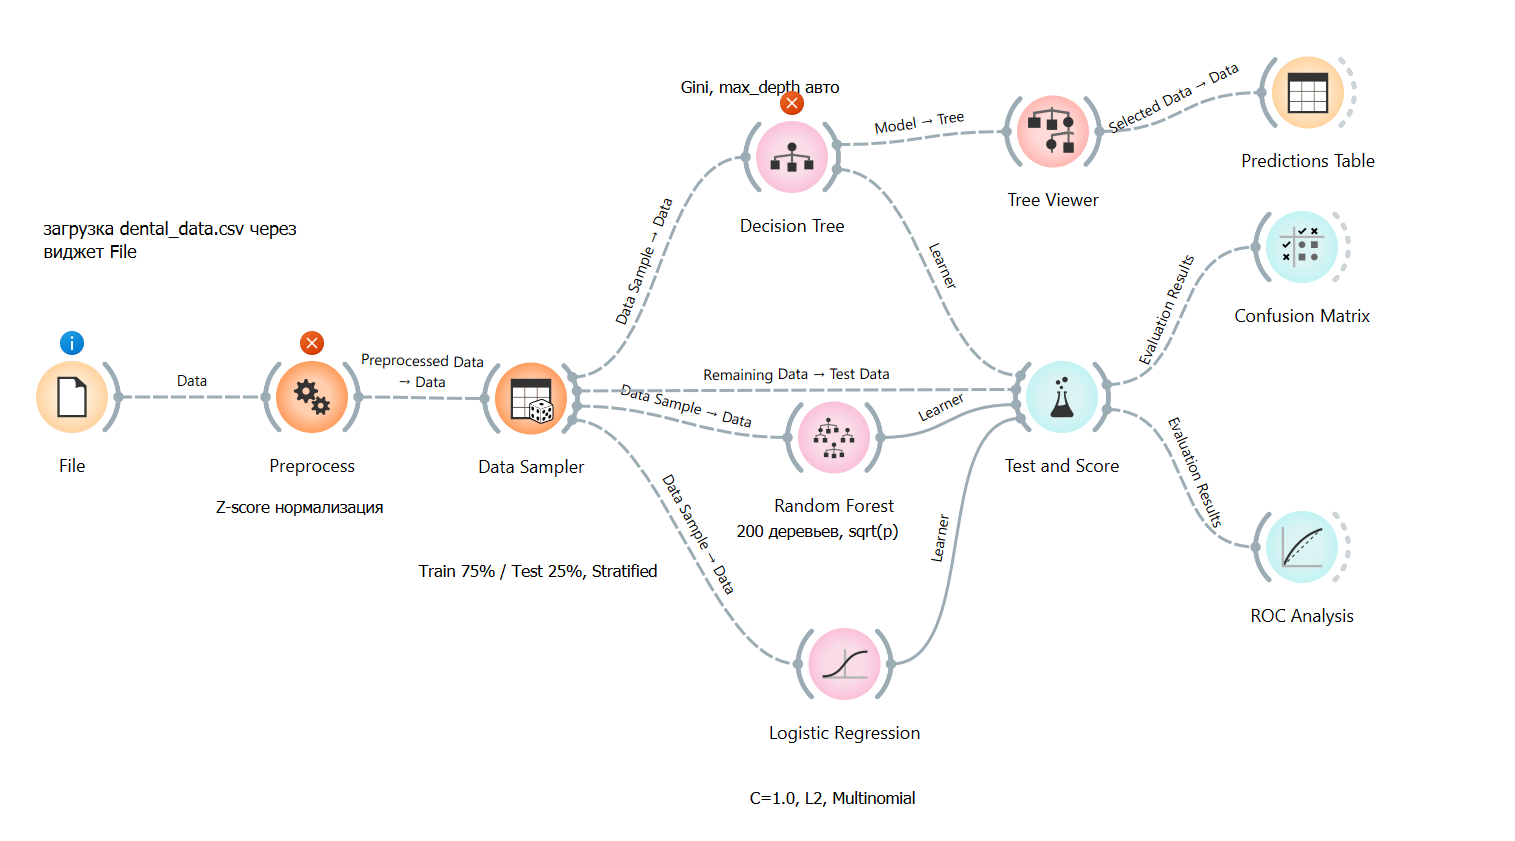 Gini, max_depth авто
Model → Tree
Selected Data → Data
Predictions Table
Tree Viewer
Decision Tree
загрузка dental_data.csv через
виджет File
Data Sample → Data
Learner
Evaluation Results
Confusion Matrix
Data
Preprocessed Data
→ Data
Remaining Data → Test Data
Data Sample → Data
Learner
File
Preprocess
Data Sampler
Test and Score
Evaluation Results
Z-score нормализация
Random Forest
200 деревьев, sqrt(p)
Data Sample → Data
Learner
Train 75% / Test 25%, Stratified
ROC Analysis
Logistic Regression
C=1.0, L2, Multinomial